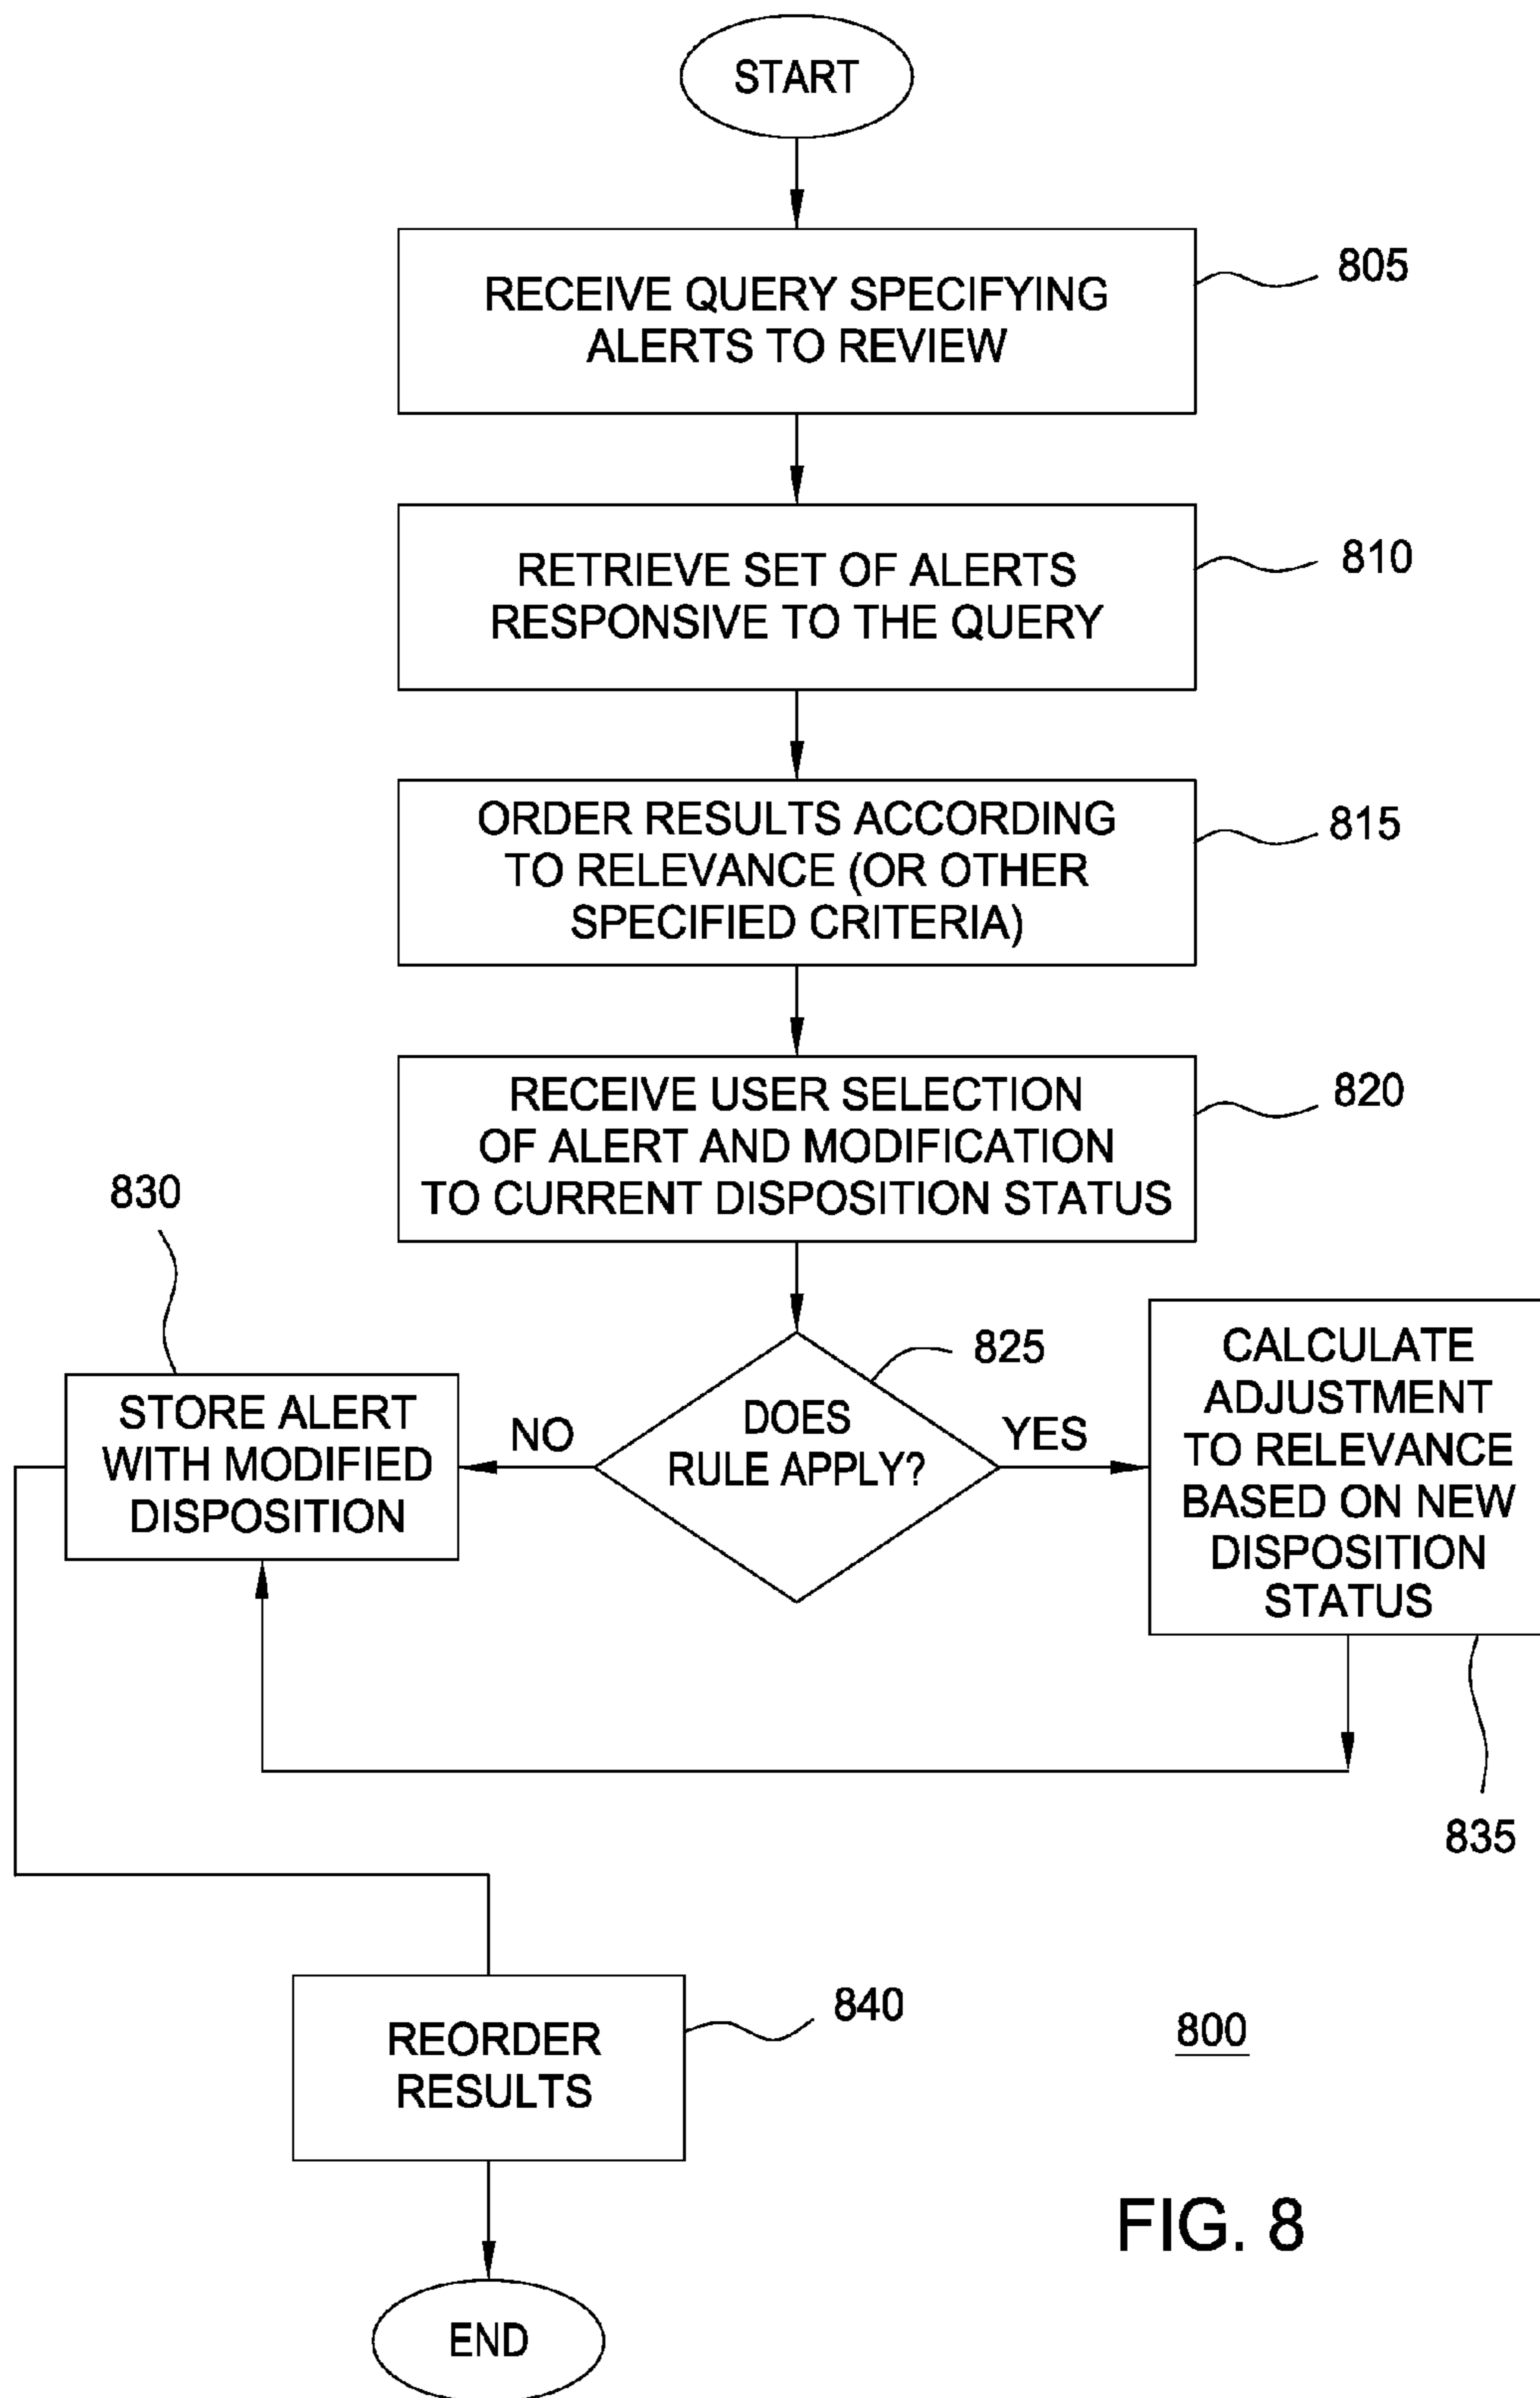 START
RECEIVE QUERY SPECIFYING
ALERTS TO REVIEW
805
RETRIEVE SET OF ALERTS
RESPONSIVE TO THE QUERY
810
ORDER RESULTS ACCORDING
TO RELEVANCE (OR OTHER
SPECIFIED CRITERIA)
815
RECEIVE USER SELECTION
OF ALERT AND MODIFICATION
TO CURRENT DISPOSITION STATUS
820
830
STORE ALERT
WITH MODIFIED
DISPOSITION
NO
DOES
RULE APPLY?
825
YES
CALCULATE
ADJUSTMENT
TO RELEVANCE
BASED ON NEW
DISPOSITION
STATUS
835
REORDER
RESULTS
840
800
END
FIG. 8